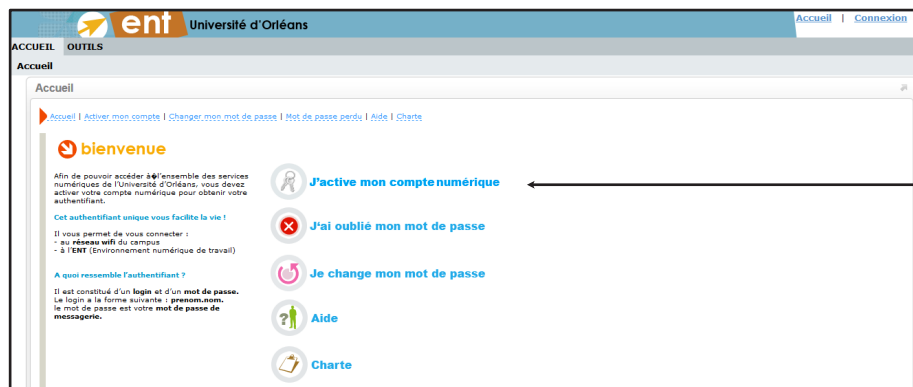 ent Université d'Orléans
Accueil | Connexion
ACCUEIL OUTILS
Accueil
Accueil
Accueil | Activer mon compte | Changer mon mot de passe | Mot de passe perdu | Aide | Charte
bienvenue
Afin de pouvoir accéder à�l'ensemble des services
numériques de l'Université d'Orléans, vous devez
activer votre compte numérique pour obtenir votre
authentifiant.
Cet authentifiant unique vous facilite la vie !
Il vous permet de vous connecter :
- au réseau wifi du campus
- à l'ENT (Environnement numérique de travail)
A quoi ressemble l'authentifiant ?
Il est constitué d'un login et d'un mot de passe.
Le login a la forme suivante : prenom.nom.
le mot de passe est votre mot de passe de
messagerie.
J'active mon compte numérique
J'ai oublié mon mot de passe
Je change mon mot de passe
Aide
Charte